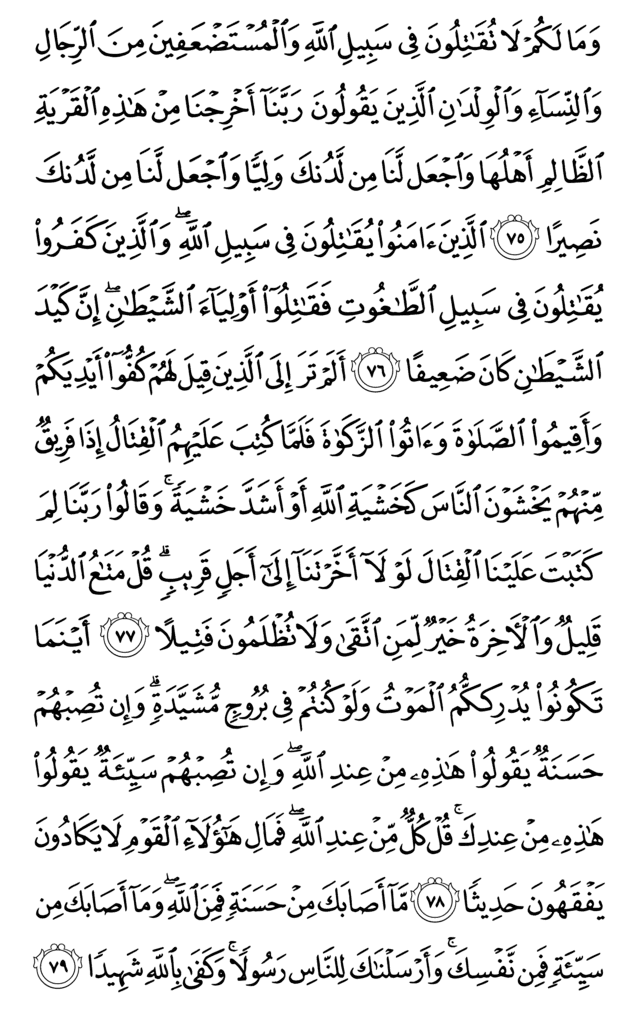 وَمَا لَكُمۡ لَا تُقَٰتِلُونَ فِي سَبِيلِ ٱللَّهِ وَٱلۡمُسۡتَضۡعَفِينَ مِنَ ٱلرِّجَالِ
وَٱلنِّسَآءِ وَٱلۡوِلۡدَٰنِ ٱلَّذِينَ يَقُولُونَ رَبَّنَآ أَخۡرِجۡنَا مِنۡ هَٰذِهِ ٱلۡقَرۡيَةِ
ٱلظَّالِمِ أَهۡلُهَا وَٱجۡعَل لَّنَا مِن لَّدُنكَ وَلِيّٗا وَٱجۡعَل لَّنَا مِن لَّدُنكَ
نَصِيرًا ٧٥ ٱلَّذِينَ ءَامَنُواْ يُقَٰتِلُونَ فِي سَبِيلِ ٱللَّهِۖ وَٱلَّذِينَ كَفَرُواْ
يُقَٰتِلُونَ فِي سَبِيلِ ٱلطَّٰغُوتِ فَقَٰتِلُوٓاْ أَوۡلِيَآءَ ٱلشَّيۡطَٰنِۖ إِنَّ كَيۡدَ
ٱلشَّيۡطَٰنِ كَانَ ضَعِيفًا ٧٦ أَلَمۡ تَرَ إِلَى ٱلَّذِينَ قِيلَ لَهُمۡ كُفُّوٓاْ أَيۡدِيَكُمۡ
وَأَقِيمُواْ ٱلصَّلَوٰةَ وَءَاتُواْ ٱلزَّكَوٰةَ فَلَمَّا كُتِبَ عَلَيۡهِمُ ٱلۡقِتَالُ إِذَا فَرِيقٞ
مِّنۡهُمۡ يَخۡشَوۡنَ ٱلنَّاسَ كَخَشۡيَةِ ٱللَّهِ أَوۡ أَشَدَّ خَشۡيَةٗۚ وَقَالُواْ رَبَّنَا لِمَ
كَتَبۡتَ عَلَيۡنَا ٱلۡقِتَالَ لَوۡلَآ أَخَّرۡتَنَآ إِلَىٰٓ أَجَلٖ قَرِيبٖۗ قُلۡ مَتَٰعُ ٱلدُّنۡيَا
قَلِيلٞ وَٱلۡأٓخِرَةُ خَيۡرٞ لِّمَنِ ٱتَّقَىٰ وَلَا تُظۡلَمُونَ فَتِيلًا ٧٧ أَيۡنَمَا
تَكُونُواْ يُدۡرِككُّمُ ٱلۡمَوۡتُ وَلَوۡ كُنتُمۡ فِي بُرُوجٖ مُّشَيَّدَةٖۗ وَإِن تُصِبۡهُمۡ
حَسَنَةٞ يَقُولُواْ هَٰذِهِۦ مِنۡ عِندِ ٱللَّهِۖ وَإِن تُصِبۡهُمۡ سَيِّئَةٞ يَقُولُواْ
هَٰذِهِۦ مِنۡ عِندِكَۚ قُلۡ كُلّٞ مِّنۡ عِندِ ٱللَّهِۖ فَمَالِ هَٰٓؤُلَآءِ ٱلۡقَوۡمِ لَا يَكَادُونَ
يَفۡقَهُونَ حَدِيثٗا ٧٨ مَّآ أَصَابَكَ مِنۡ حَسَنَةٖ فَمِنَ ٱللَّهِۖ وَمَآ أَصَابَكَ مِن
سَيِّئَةٖ فَمِن نَّفۡسِكَۚ وَأَرۡسَلۡنَٰكَ لِلنَّاسِ رَسُولٗاۚ وَكَفَىٰ بِٱللَّهِ شَهِيدٗا ٧٩